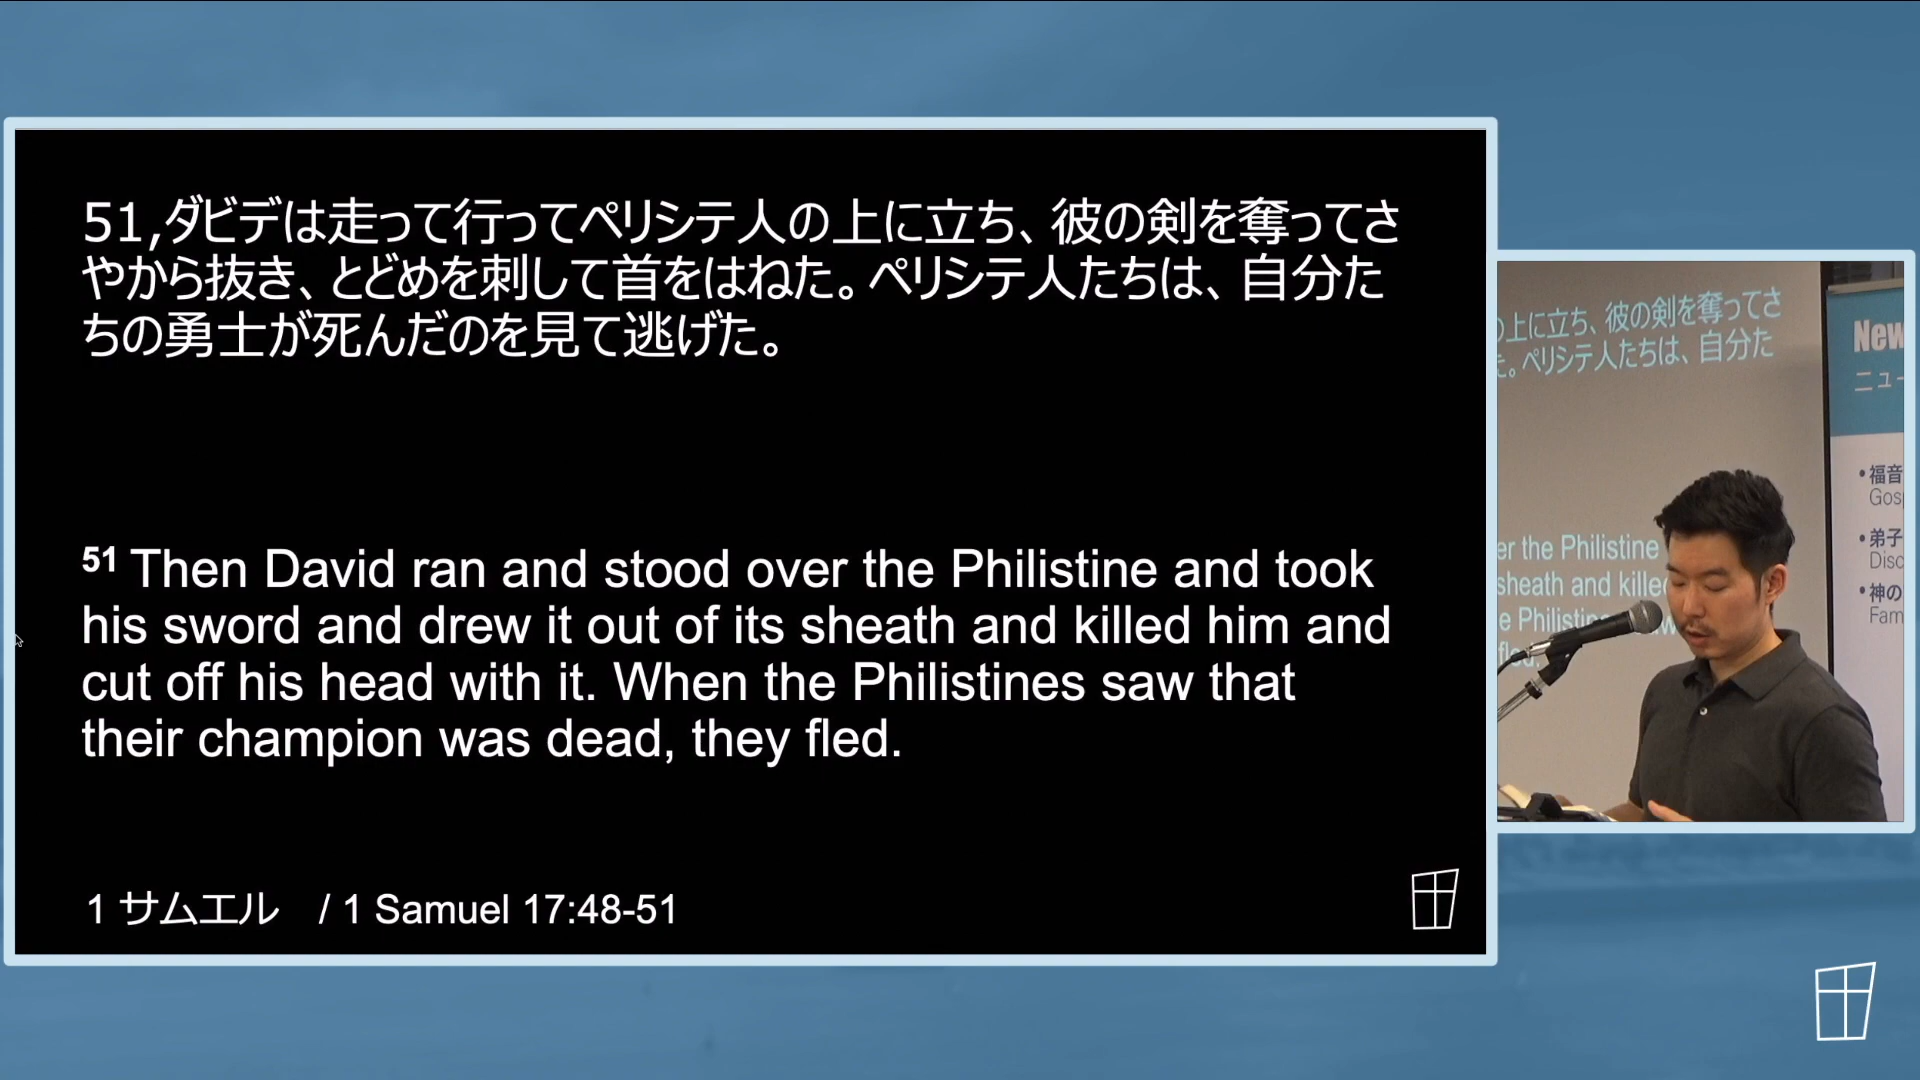 51,ダビデは走って行ってペリシテ人の上に立ち、彼の剣を奪ってさ
やから抜き、とどめを刺して首をはねた。ペリシテ人たちは、自分た
ちの勇士が死んだのを見て逃げた。
51 Then David ran and stood over the Philistine and took
his sword and drew it out of its sheath and killed him and
cut off his head with it. When the Philistines saw that
their champion was dead, they fled.
1 サムエル / 1 Samuel 17:48-51
の上に立ち、彼の剣を奪ってさ
た。ペリシテ人たちは、自分た
er the Philistine
sheath and kille
e Philistin
fled.
New
ニュー
•福音
Gos
•弟子
Disc
•神の
Fam